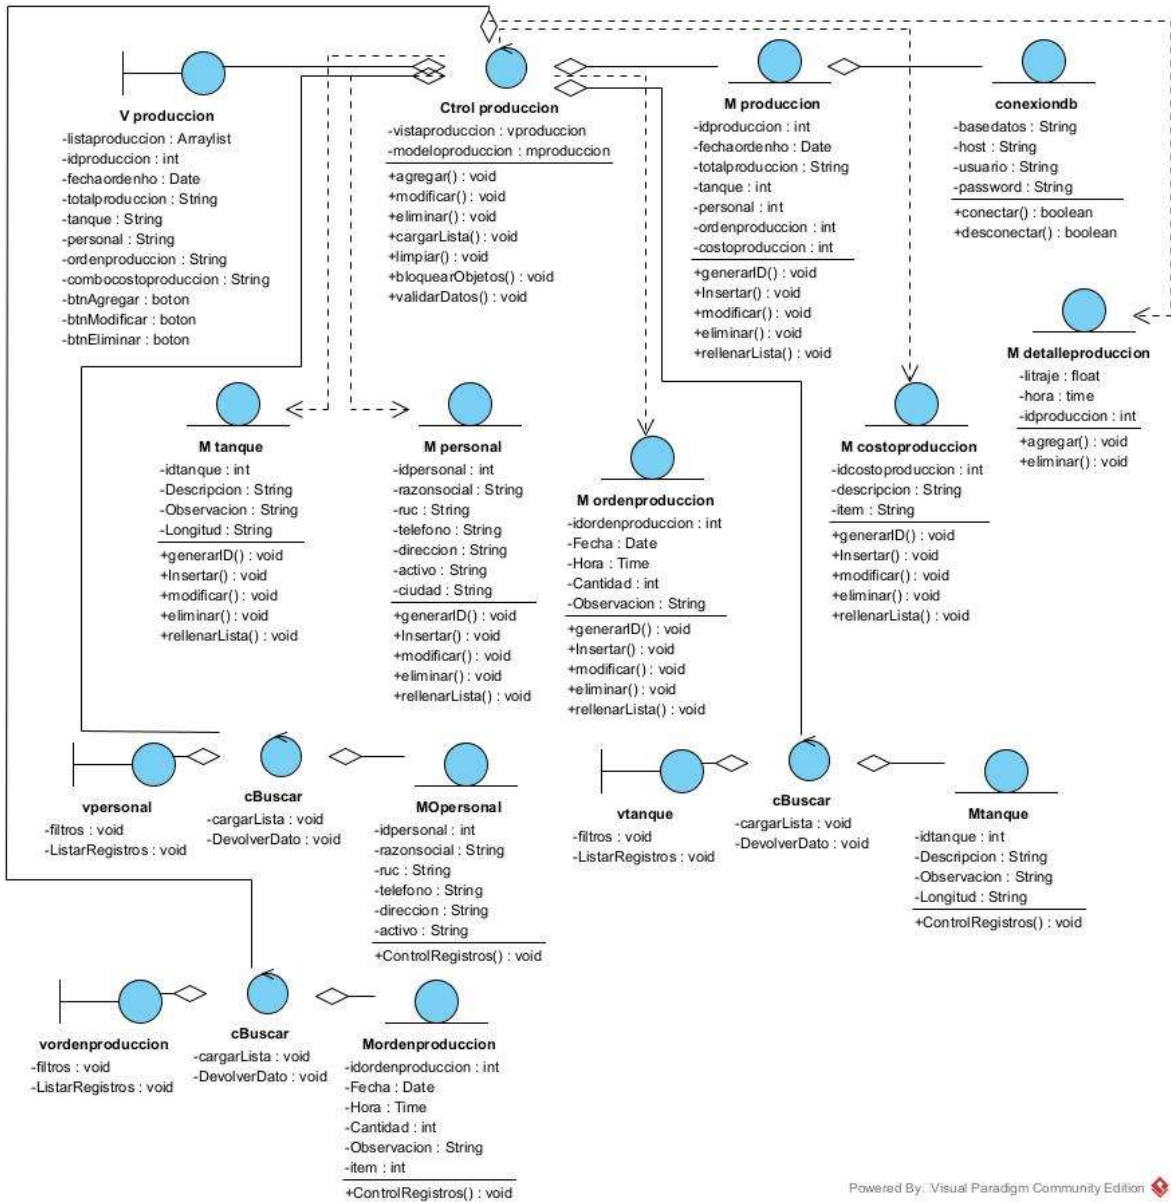 V produccion
-listaproduccion : Arraylist
-idproduccion : int
-fechaordenho : Date
-totalproduccion : String
-tanque : String
-personal : String
-ordenproduccion : String
-combocostoproduccion : String
-btnAgregar : boton
-btnModificar : boton
-btnEliminar : boton
Ctrol produccion
-vistaproduccion : vproduccion
-modeloproduccion : mproduccion
+agregar() : void
+modificar() : void
+eliminar() : void
+cargarLista() : void
+limpiar() : void
+bloquearObjetos() : void
+validarDatos() : void
M produccion
-idproduccion : int
-fechaordenho : Date
-totalproduccion : String
-tanque : int
-personal : int
-ordenproduccion : int
-costoproduccion : int
+generarID() : void
+Insertar() : void
+modificar() : void
+eliminar() : void
+rellenarLista() : void
conexiondb
-basedatos : String
-host : String
-usuario : String
-password : String
+conectar() : boolean
+desconectar() : boolean
M detalleproduccion
-litraje : float
-hora : time
-idproduccion : int
+agregar() : void
+eliminar() : void
M tanque
-idtanque : int
-Descripcion : String
-Observacion : String
-Longitud : String
+generarID() : void
+Insertar() : void
+modificar() : void
+eliminar() : void
+rellenarLista() : void
M personal
-idpersonal : int
-razonsocial : String
-ruc : String
-telefono : String
-direccion : String
-activo : String
-ciudad : String
+generarID() : void
+Insertar() : void
+modificar() : void
+eliminar() : void
+rellenarLista() : void
M ordenproduccion
-idordenproduccion : int
-Fecha : Date
-Hora : Time
-Cantidad : int
-Observacion : String
+generarID() : void
+Insertar() : void
+modificar() : void
+eliminar() : void
+rellenarLista() : void
M costoproduccion
-idcostoproduccion : int
-descripcion : String
-item : String
+generarID() : void
+Insertar() : void
+modificar() : void
+eliminar() : void
+rellenarLista() : void
vpersonal
-filtros : void
-ListarRegistros : void
cBuscar
-cargarLista : void
-DevolverDato : void
MOpersonal
-idpersonal : int
-razonsocial : String
-ruc : String
-telefono : String
-direccion : String
-activo : String
+ControlRegistros() : void
vtanque
-filtros : void
-ListarRegistros : void
cBuscar
-cargarLista : void
-DevolverDato : void
Mtanque
-idtanque : int
-Descripcion : String
-Observacion : String
-Longitud : String
+ControlRegistros() : void
vordenproduccion
-filtros : void
-ListarRegistros : void
cBuscar
-cargarLista : void
-DevolverDato : void
Mordenproduccion
-idordenproduccion : int
-Fecha : Date
-Hora : Time
-Cantidad : int
-Observacion : String
-item : int
+ControlRegistros() : void
Powered By: Visual Paradigm Community Edition